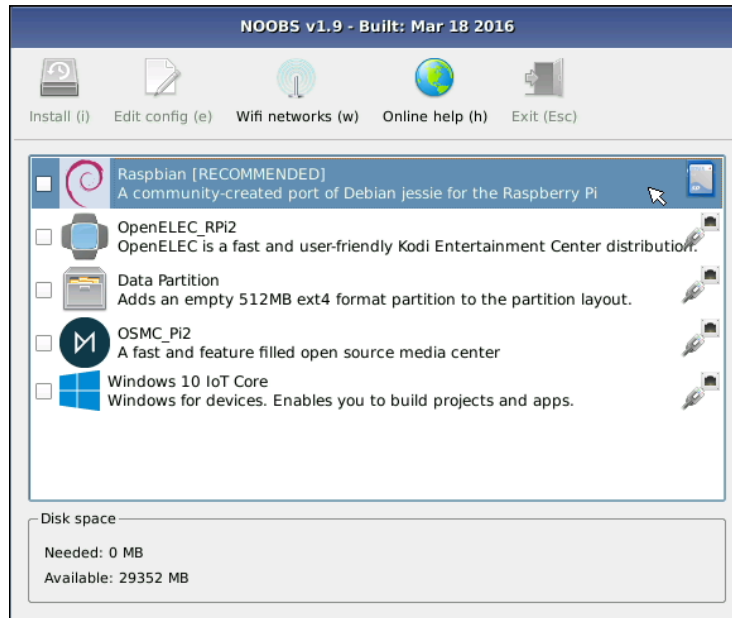 NOOBS v1.9 - Built: Mar 18 2016
Install (i) Edit config (e) Wifi networks (w) Online help (h) Exit (Esc)
Raspbian [RECOMMENDED]
A community-created port of Debian jessie for the Raspberry Pi
OpenELEC_RPi2
OpenELEC is a fast and user-friendly Kodi Entertainment Center distribution.
Data Partition
Adds an empty 512MB ext4 format partition to the partition layout.
OSMC_Pi2
A fast and feature filled open source media center
Windows 10 IoT Core
Windows for devices. Enables you to build projects and apps.
Disk space
Needed: 0 MB
Available: 29352 MB